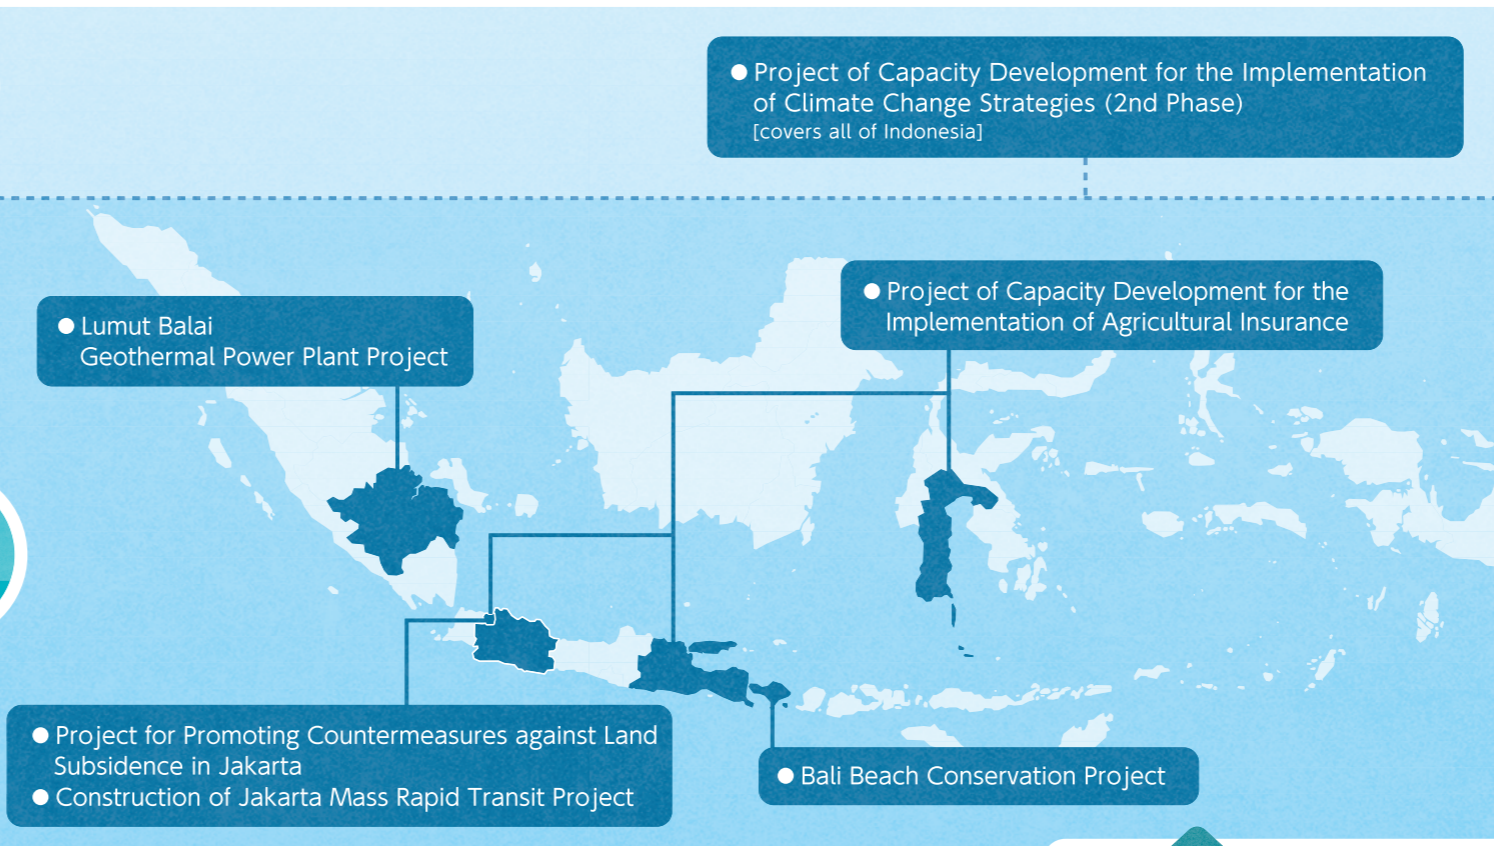 ● Project of Capacity Development for the Implementation
of Climate Change Strategies (2nd Phase)
[covers all of Indonesia]
● Project of Capacity Development for the
Implementation of Agricultural Insurance
● Lumut Balai
Geothermal Power Plant Project
● Project for Promoting Countermeasures against Land
Subsidence in Jakarta
● Construction of Jakarta Mass Rapid Transit Project
● Bali Beach Conservation Project